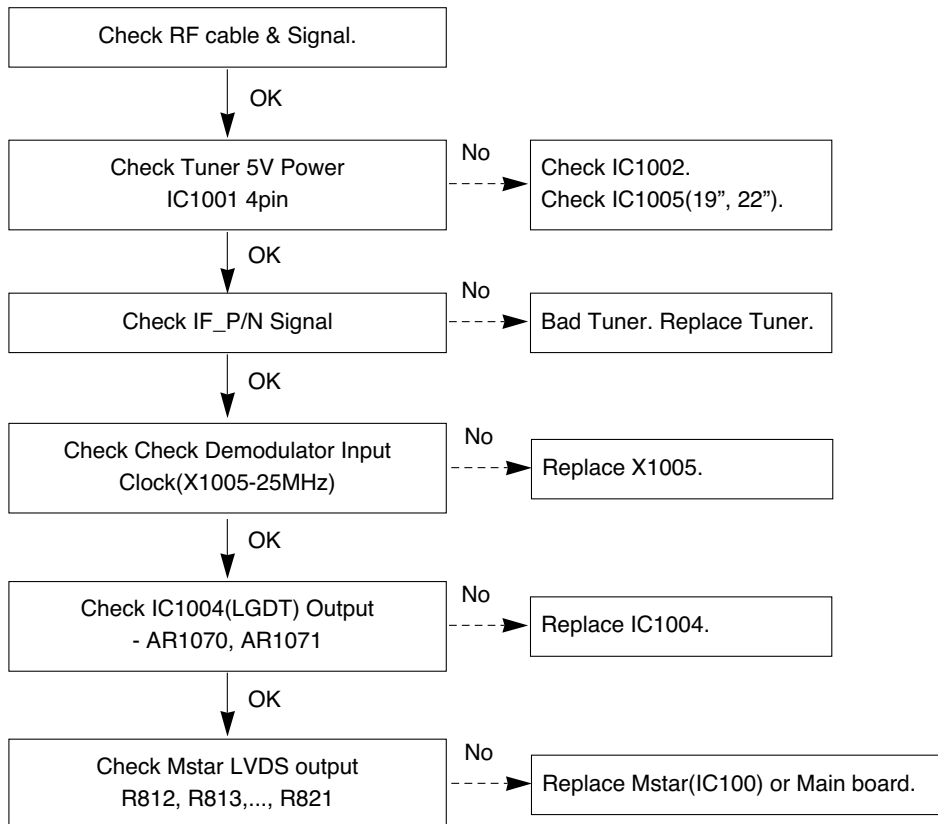 Check RF cable & Signal.
OK
Check Tuner 5V Power
IC1001 4pin
No
Check IC1002.
Check IC1005(19”, 22”).
OK
Check IF_P/N Signal
No
Bad Tuner. Replace Tuner.
OK
Check Check Demodulator Input
Clock(X1005-25MHz)
No
Replace X1005.
OK
Check IC1004(LGDT) Output
- AR1070, AR1071
No
Replace IC1004.
OK
Check Mstar LVDS output
R812, R813,..., R821
No
Replace Mstar(IC100) or Main board.